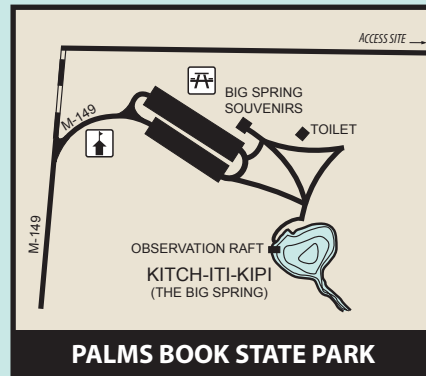 ACCESS SITE
BIG SPRING
SOUVENIRS
M-149
TOILET
M-149
OBSERVATION RAFT
KITCH-ITI-KIPI
(THE BIG SPRING)
PALMS BOOK STATE PARK